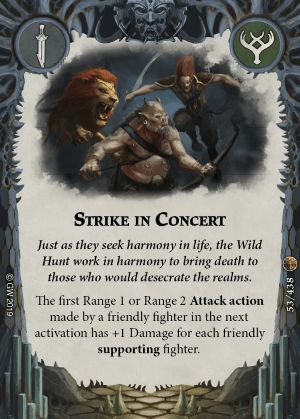 STRIKE IN CONCERT
Just as they seek harmony in life, the Wild
Hunt work in harmony to bring death to
those who would desecrate the realms.
The first Range 1 or Range 2 Attack action
made by a friendly fighter in the next
activation has +1 Damage for each friendly
supporting fighter.
© GW 2019
53/438